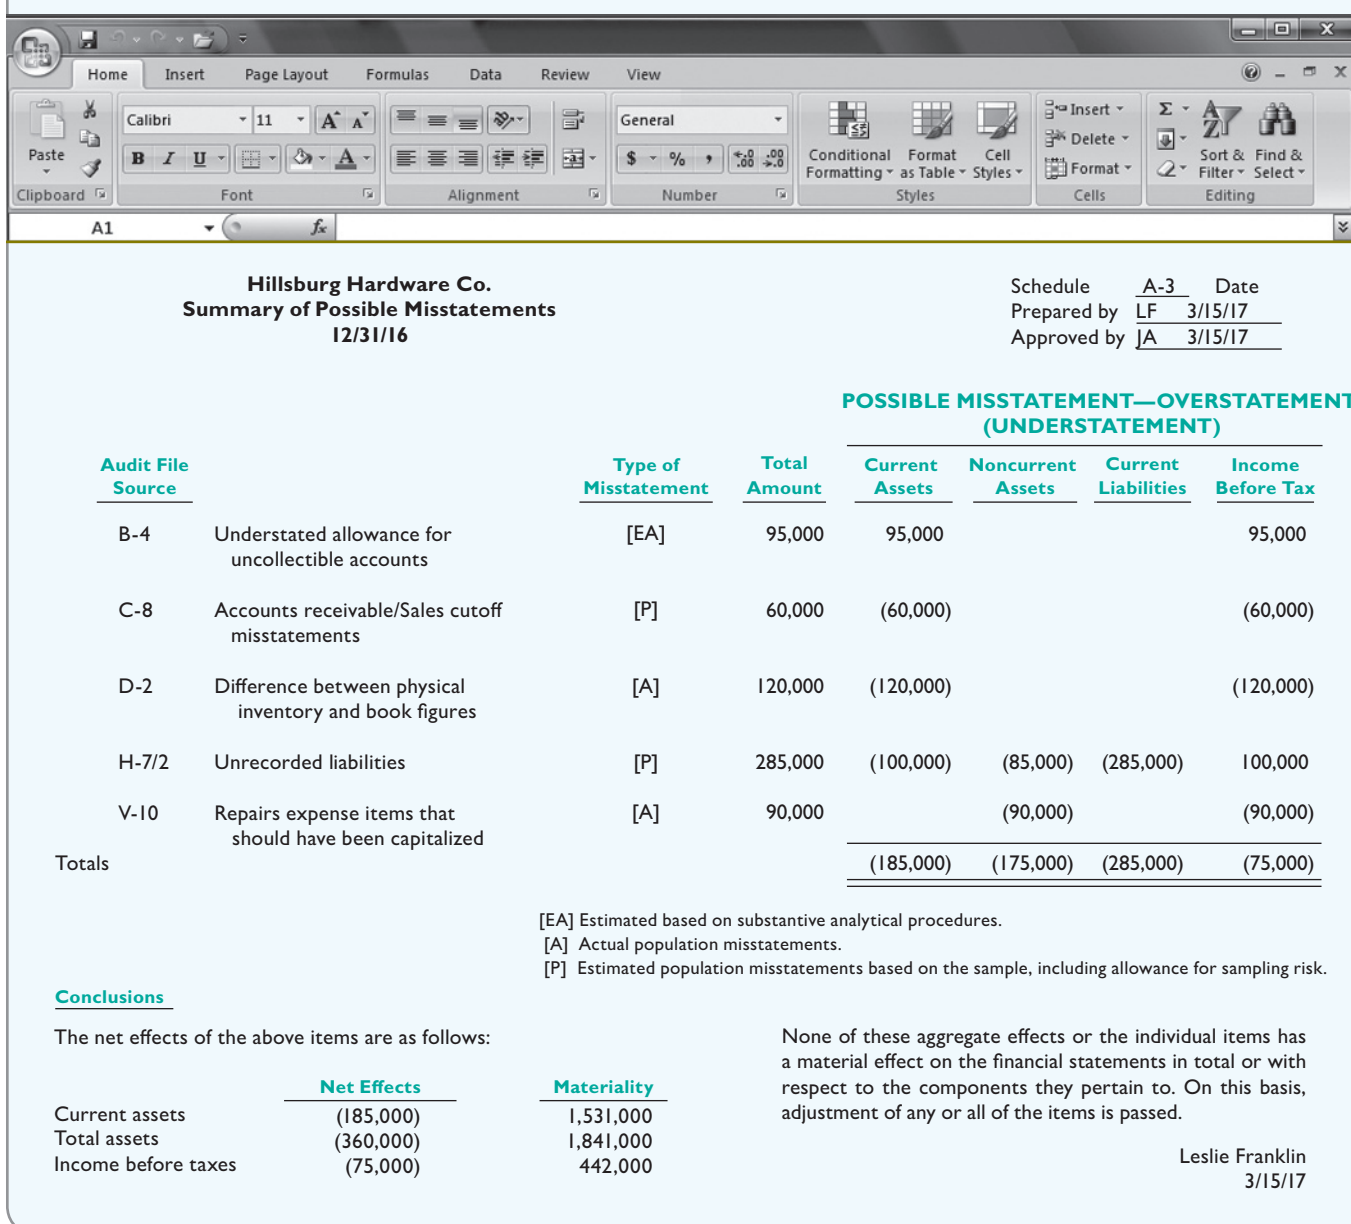 Home Insert Page Layout Formulas Data Review View
Calibri 11 A A General Insert Σ
Paste B I U A $ % , .0 .00 .00 .0 Conditional Formatting Format as Table Cell Styles Delete Format Sort & Filter Find & Select
Clipboard Font Alignment Number Styles Cells Editing
A1 fx
Hillsburg Hardware Co.
Summary of Possible Misstatements
12/31/16
Schedule A-3 Date
Prepared by LF 3/15/17
Approved by JA 3/15/17
POSSIBLE MISSTATEMENT—OVERSTATEMENT
(UNDERSTATEMENT)
Audit File Source Type of Misstatement Total Amount Current Assets Noncurrent Assets Current Liabilities Income Before Tax
B-4 Understated allowance for [EA] 95,000 95,000 95,000
uncollectible accounts
C-8 Accounts receivable/Sales cutoff [P] 60,000 (60,000) (60,000)
misstatements
D-2 Difference between physical [A] 120,000 (120,000) (120,000)
inventory and book figures
H-7/2 Unrecorded liabilities [P] 285,000 (100,000) (85,000) (285,000) 100,000
V-10 Repairs expense items that [A] 90,000 (90,000) (90,000)
should have been capitalized
Totals (185,000) (175,000) (285,000) (75,000)
[EA] Estimated based on substantive analytical procedures.
[A] Actual population misstatements.
[P] Estimated population misstatements based on the sample, including allowance for sampling risk.
Conclusions
The net effects of the above items are as follows:
Net Effects Materiality
Current assets (185,000) 1,531,000
Total assets (360,000) 1,841,000
Income before taxes (75,000) 442,000
None of these aggregate effects or the individual items has
a material effect on the financial statements in total or with
respect to the components they pertain to. On this basis,
adjustment of any or all of the items is passed.
Leslie Franklin
3/15/17